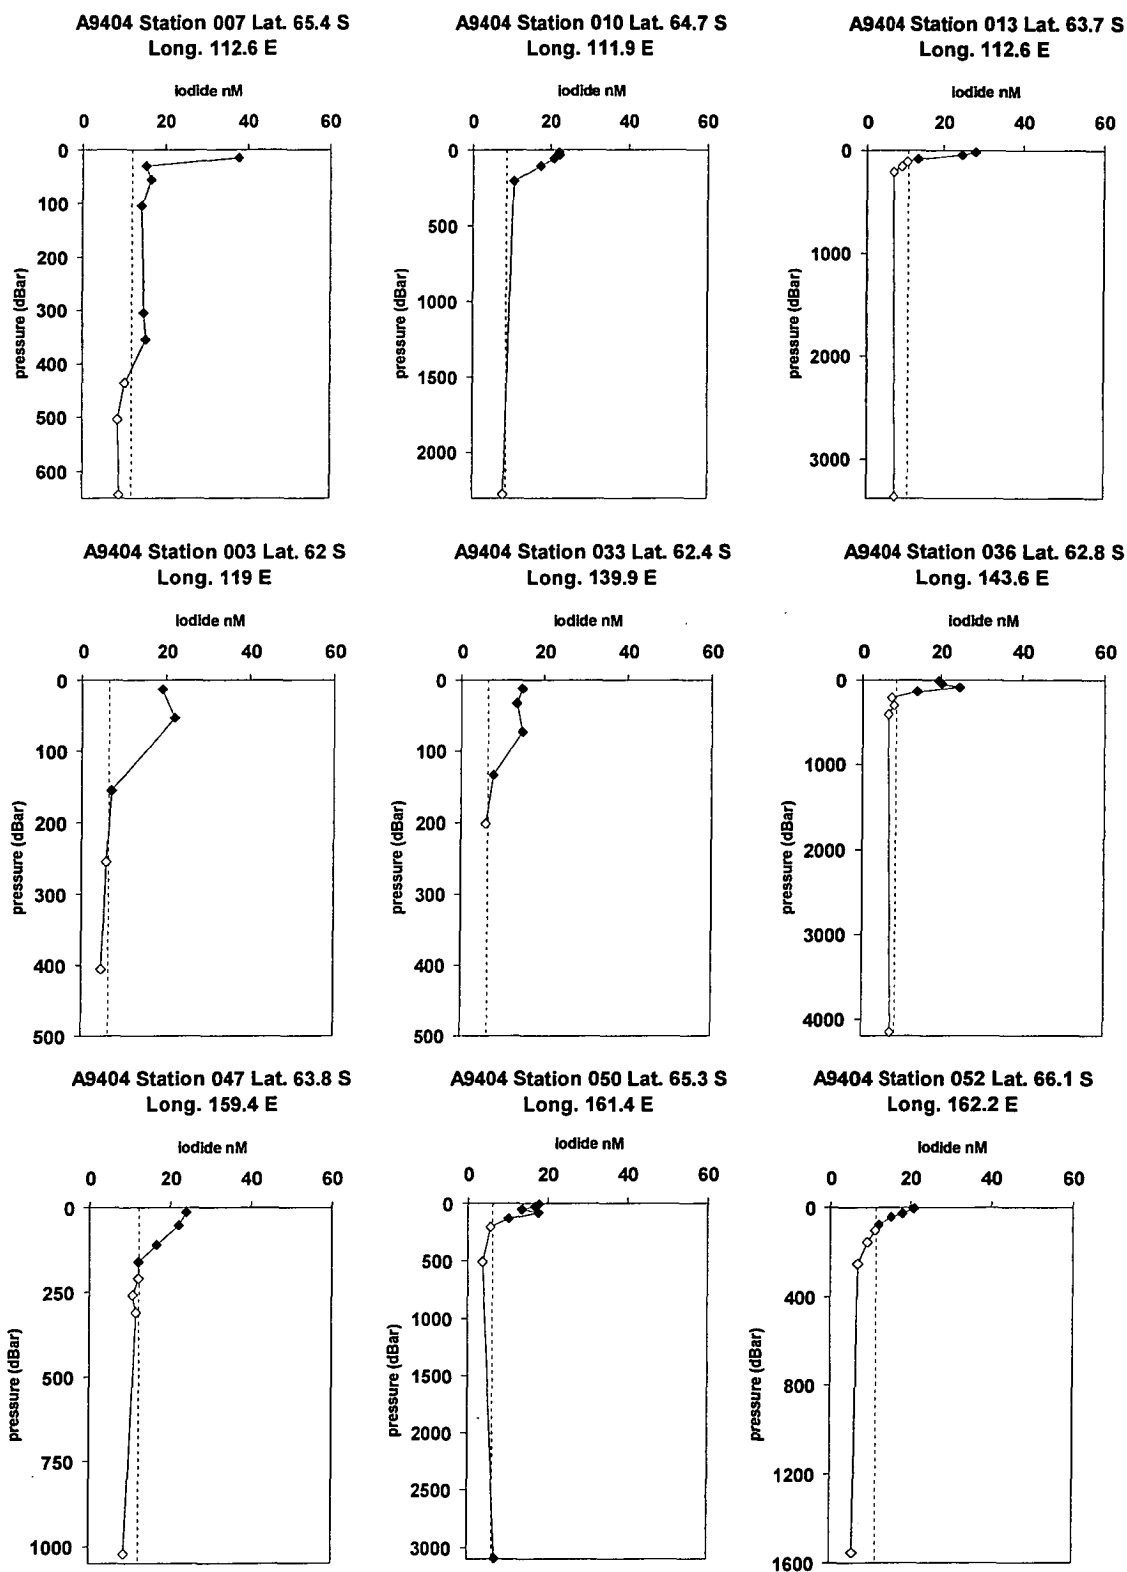 A9404 Station 007 Lat. 65.4 S
Long. 112.6 E
iodide nM
0 20 40 60
0
100
200
300
400
500
600
pressure (dBar)
A9404 Station 010 Lat. 64.7 S
Long. 111.9 E
iodide nM
0 20 40 60
0
500
1000
1500
2000
pressure (dBar)
A9404 Station 013 Lat. 63.7 S
Long. 112.6 E
iodide nM
0 20 40 60
0
1000
2000
3000
pressure (dBar)
A9404 Station 003 Lat. 62 S
Long. 119 E
iodide nM
0 20 40 60
0
100
200
300
400
500
pressure (dBar)
A9404 Station 033 Lat. 62.4 S
Long. 139.9 E
iodide nM
0 20 40 60
0
100
200
300
400
500
pressure (dBar)
A9404 Station 036 Lat. 62.8 S
Long. 143.6 E
iodide nM
0 20 40 60
0
1000
2000
3000
4000
pressure (dBar)
A9404 Station 047 Lat. 63.8 S
Long. 159.4 E
iodide nM
0 20 40 60
0
250
500
750
1000
pressure (dBar)
A9404 Station 050 Lat. 65.3 S
Long. 161.4 E
iodide nM
0 20 40 60
0
500
1000
1500
2000
2500
3000
pressure (dBar)
A9404 Station 052 Lat. 66.1 S
Long. 162.2 E
iodide nM
0 20 40 60
0
400
800
1200
1600
pressure (dBar)